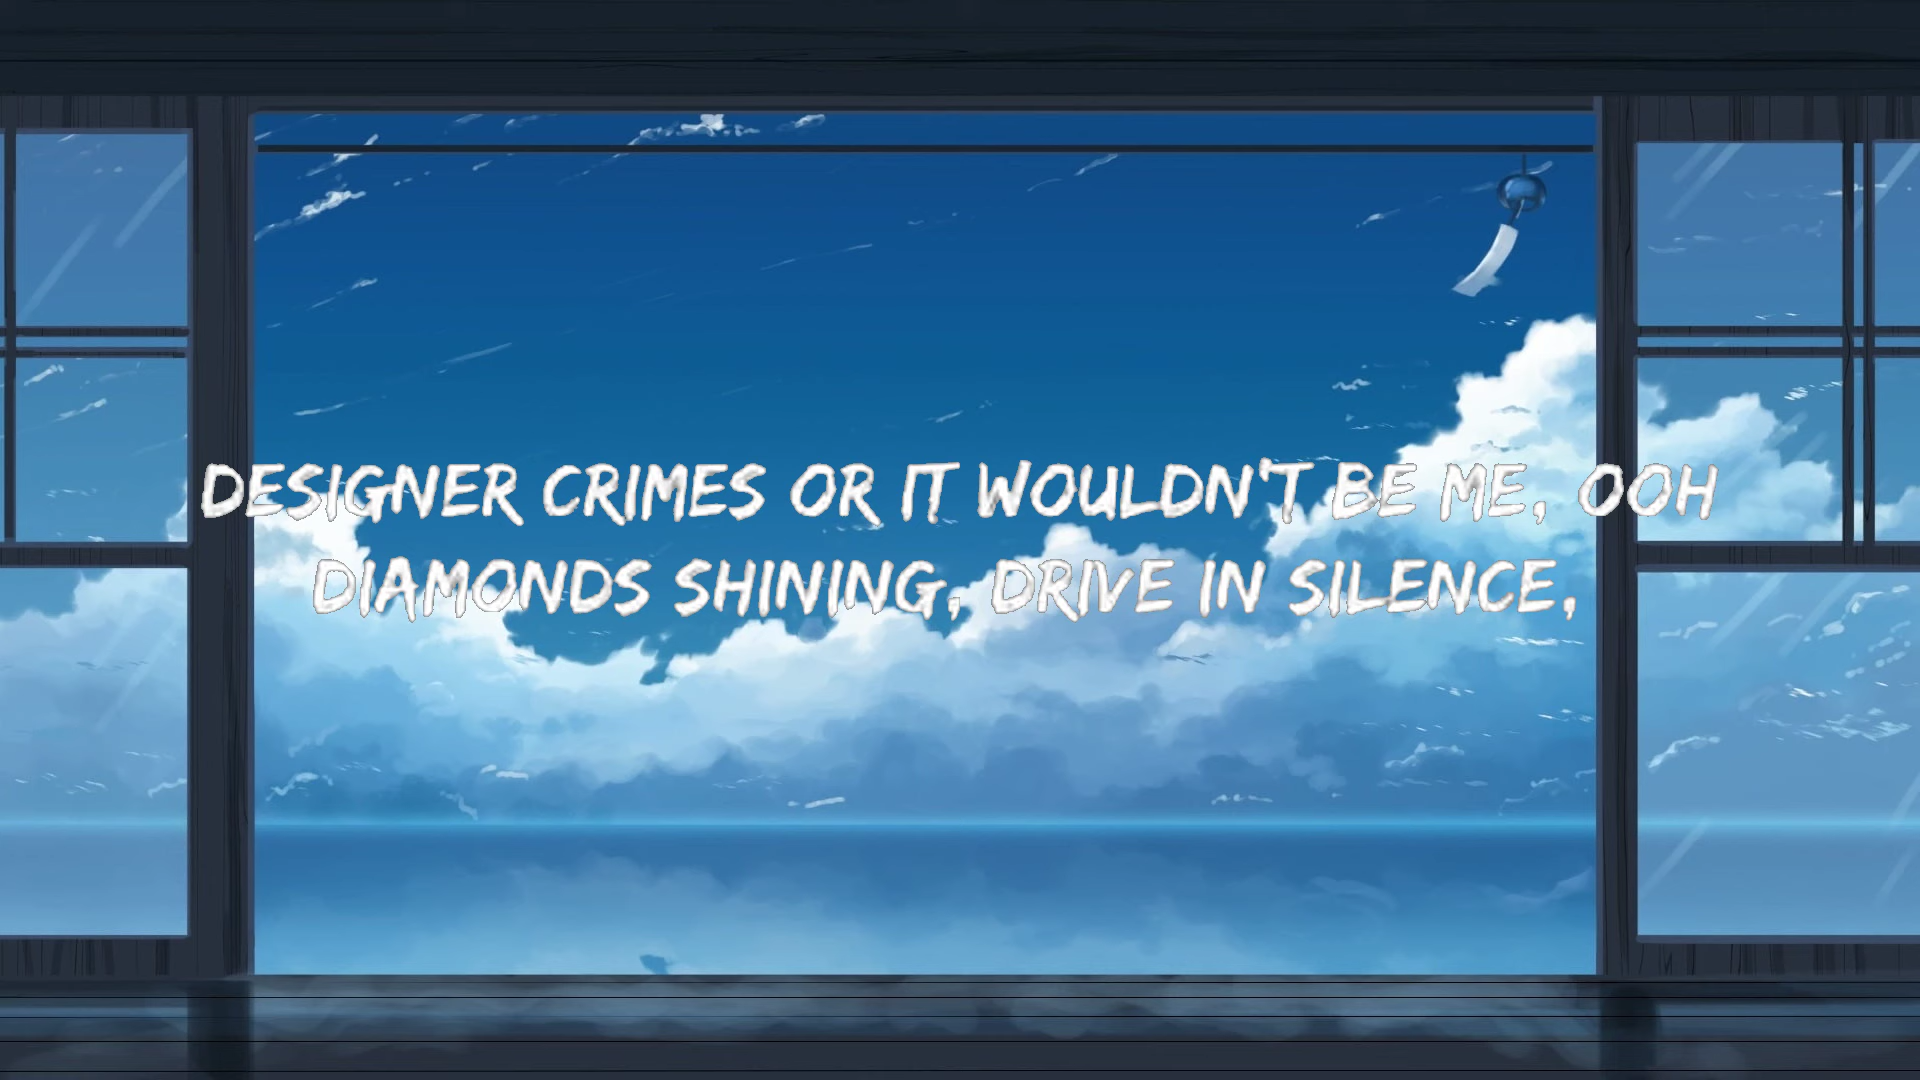 DESIGNER CRIMES OR IT WOULDN'T BE ME, OOH
DIAMONDS SHINING, DRIVE IN SILENCE,